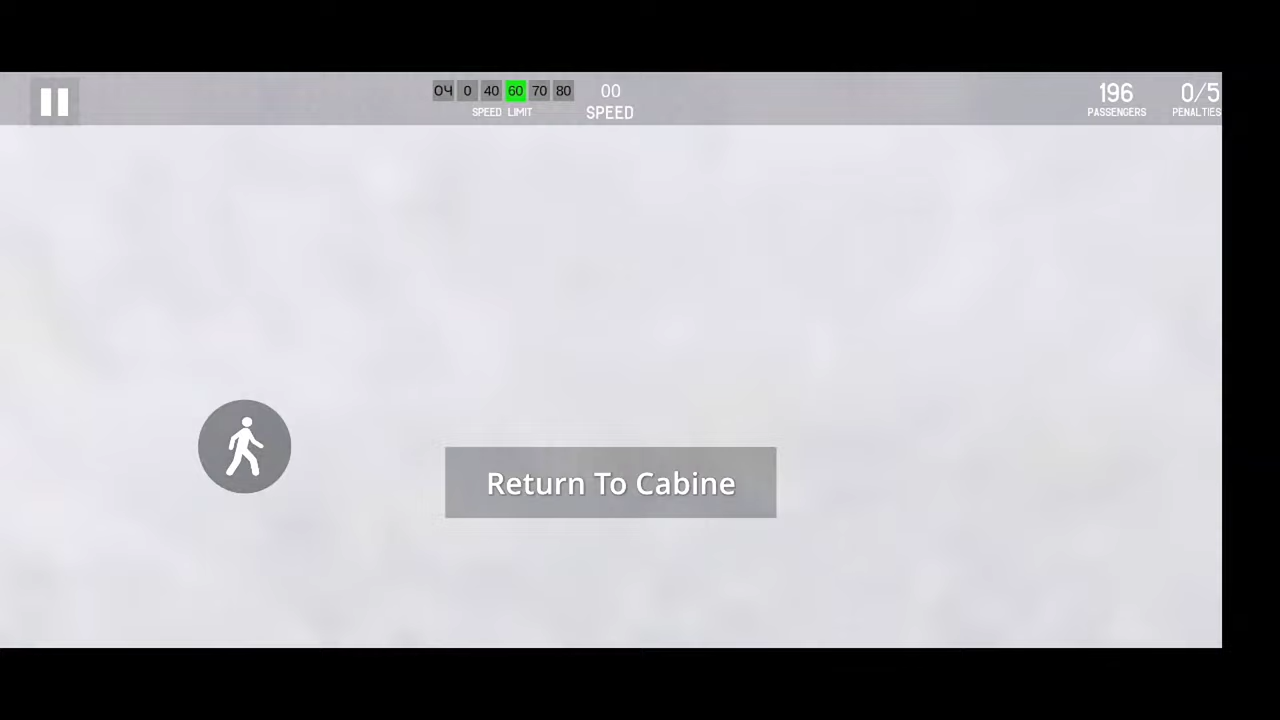 04 0 40 60 70 80
SPEED LIMIT
00
SPEED
196
PASSENGERS
0/5
PENALTIES
Return To Cabine